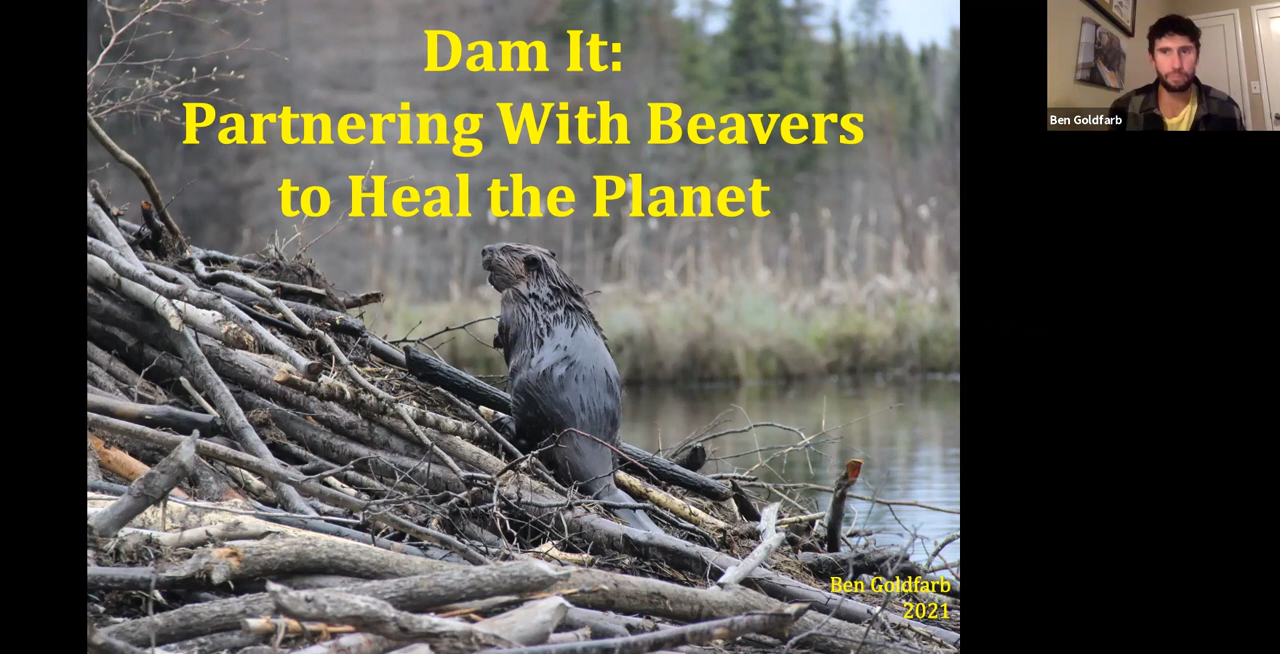 Dam It:
Partnering With Beavers
to Heal the Planet
Ben Goldfarb
Ben Goldfarb
2021